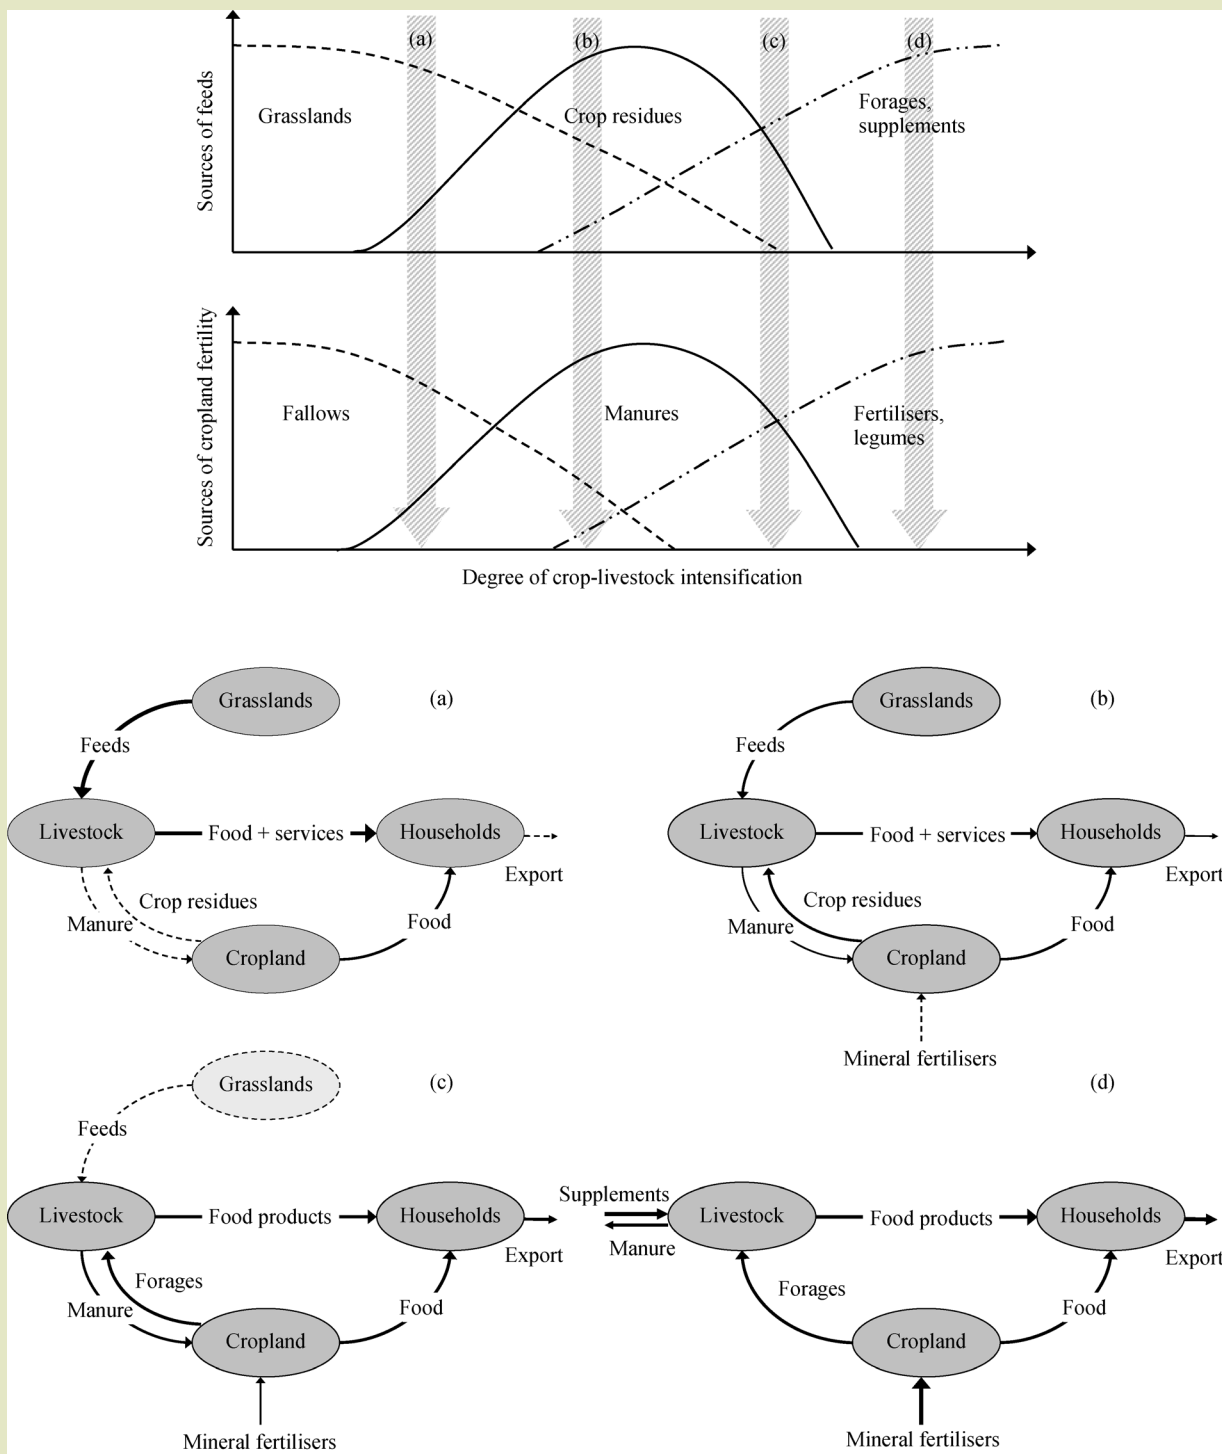 (a)
(b)
(c)
(d)
Sources of feeds
Grasslands
Crop residues
Forages,
supplements
Sources of cropland fertility
Fallows
Manures
Fertilisers,
legumes
Degree of crop-livestock intensification
Grasslands
(a)
Feeds
Livestock
Food + services
Households
Export
Crop residues
Manure
Food
Cropland
Grasslands
(b)
Feeds
Livestock
Food + services
Households
Export
Crop residues
Manure
Food
Cropland
Mineral fertilisers
Grasslands
(c)
Feeds
Livestock
Food products
Households
Export
Forages
Manure
Food
Cropland
Mineral fertilisers
(d)
Supplements
Manure
Livestock
Food products
Households
Export
Forages
Food
Cropland
Mineral fertilisers